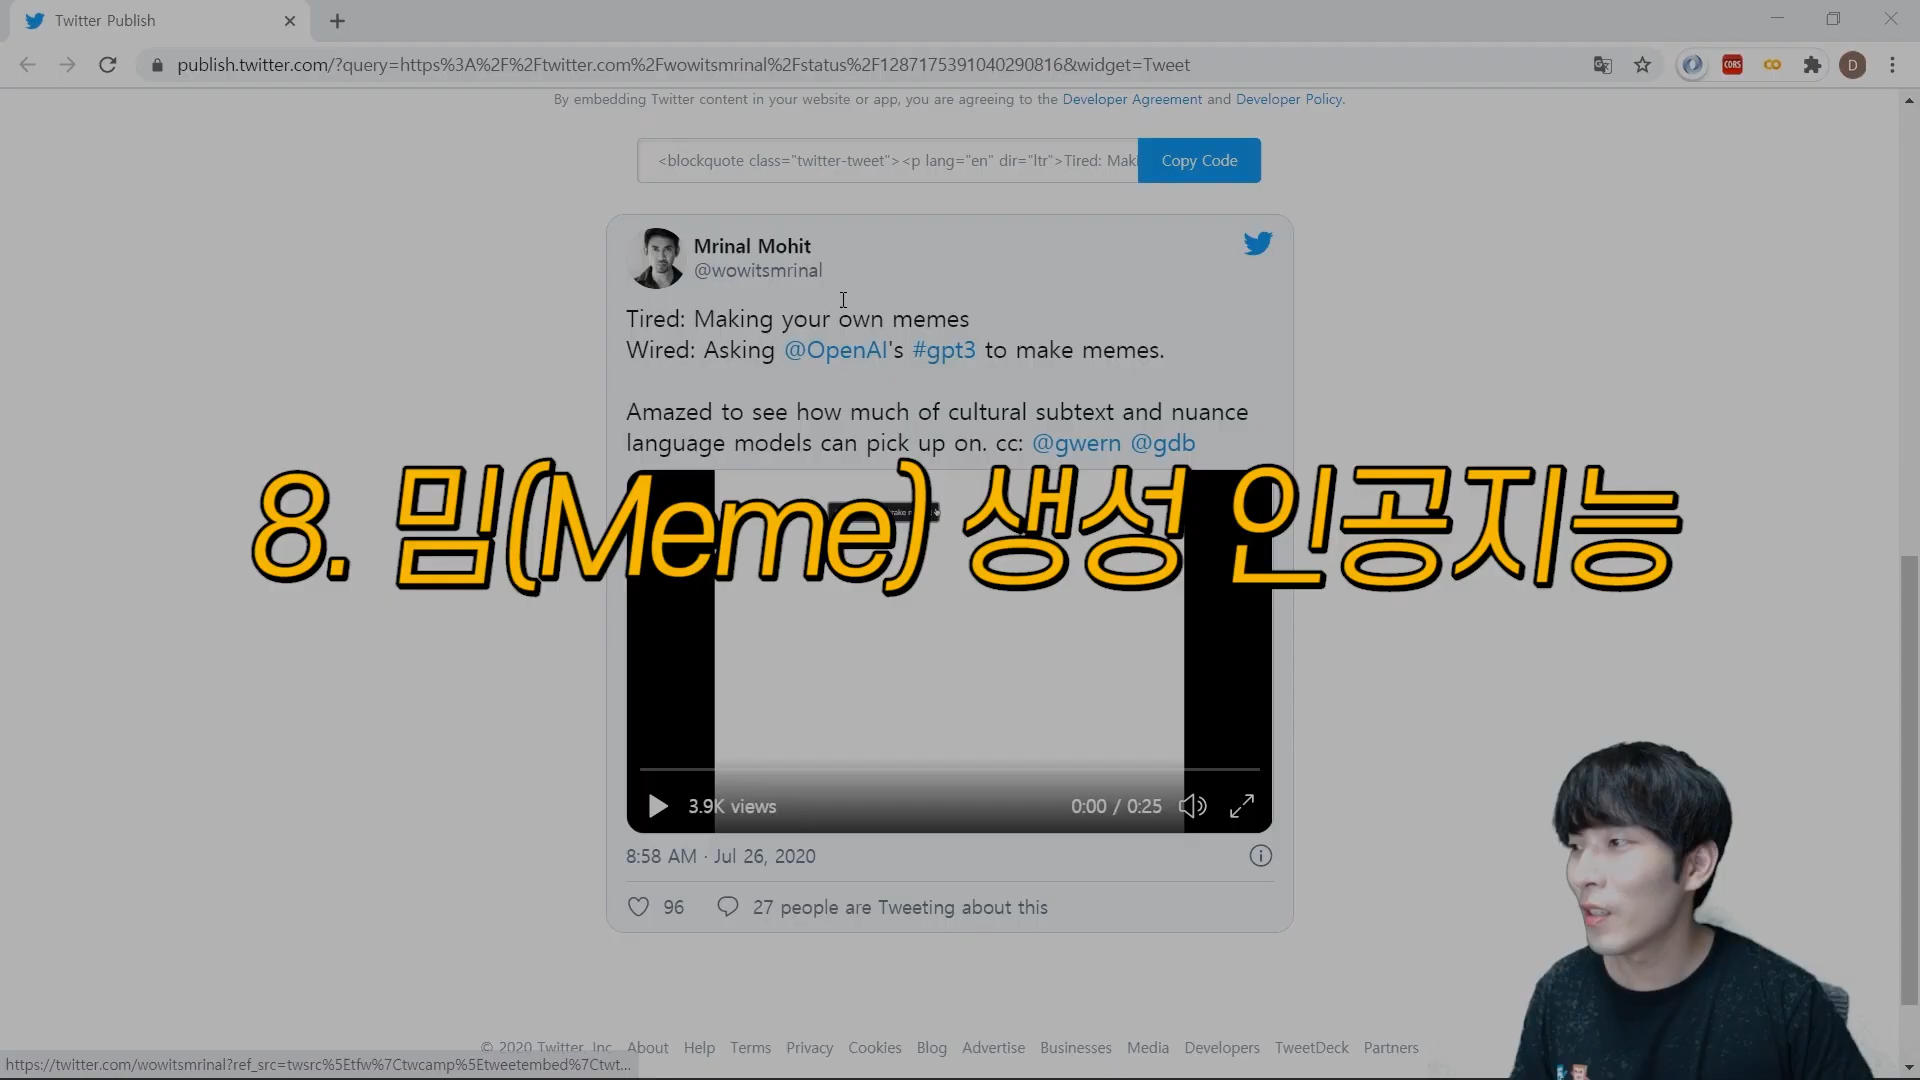 Twitter Publish
publish.twitter.com/?query=https%3A%2F%2Ftwitter.com%2Fwowitsmrinal%2Fstatus%2F1287175391040290816&widget=Tweet
CORS
D
By embedding Twitter content in your website or app, you are agreeing to the Developer Agreement and Developer Policy.
<blockquote class="twitter-tweet"><p lang="en" dir="ltr">Tired: Maki
Copy Code
Mrinal Mohit
@wowitsmrinal
Tired: Making your own memes
Wired: Asking @OpenAI's #gpt3 to make memes.
Amazed to see how much of cultural subtext and nuance
language models can pick up on. cc: @gwern @gdb
8. 밈(Meme) 생성 인공지능
3.9K views
0:00 / 0:25
8:58 AM · Jul 26, 2020
96
27 people are Tweeting about this
© 2020 Twitter, Inc. About Help Terms Privacy Cookies Blog Advertise Businesses Media Developers TweetDeck Partners
https://twitter.com/wowitsmrinal?ref_src=twsrc%5Etfw%7Ctwcamp%5Etweetembed%7Ctwt...